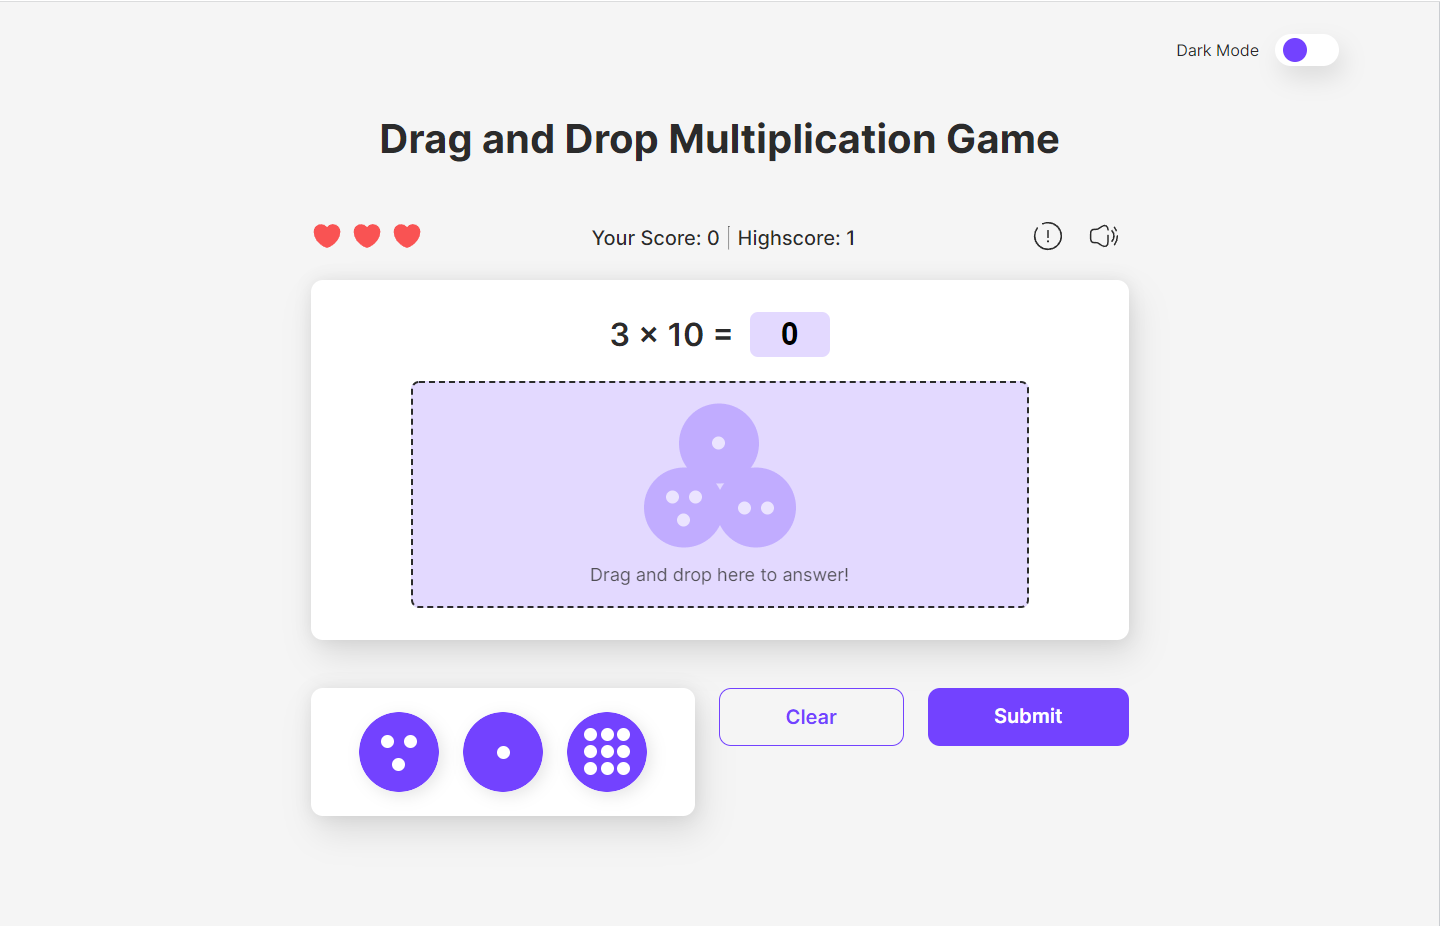 Dark Mode
Drag and Drop Multiplication Game
Your Score: 0 | Highscore: 1
3 × 10 = 0
Drag and drop here to answer!
Clear
Submit